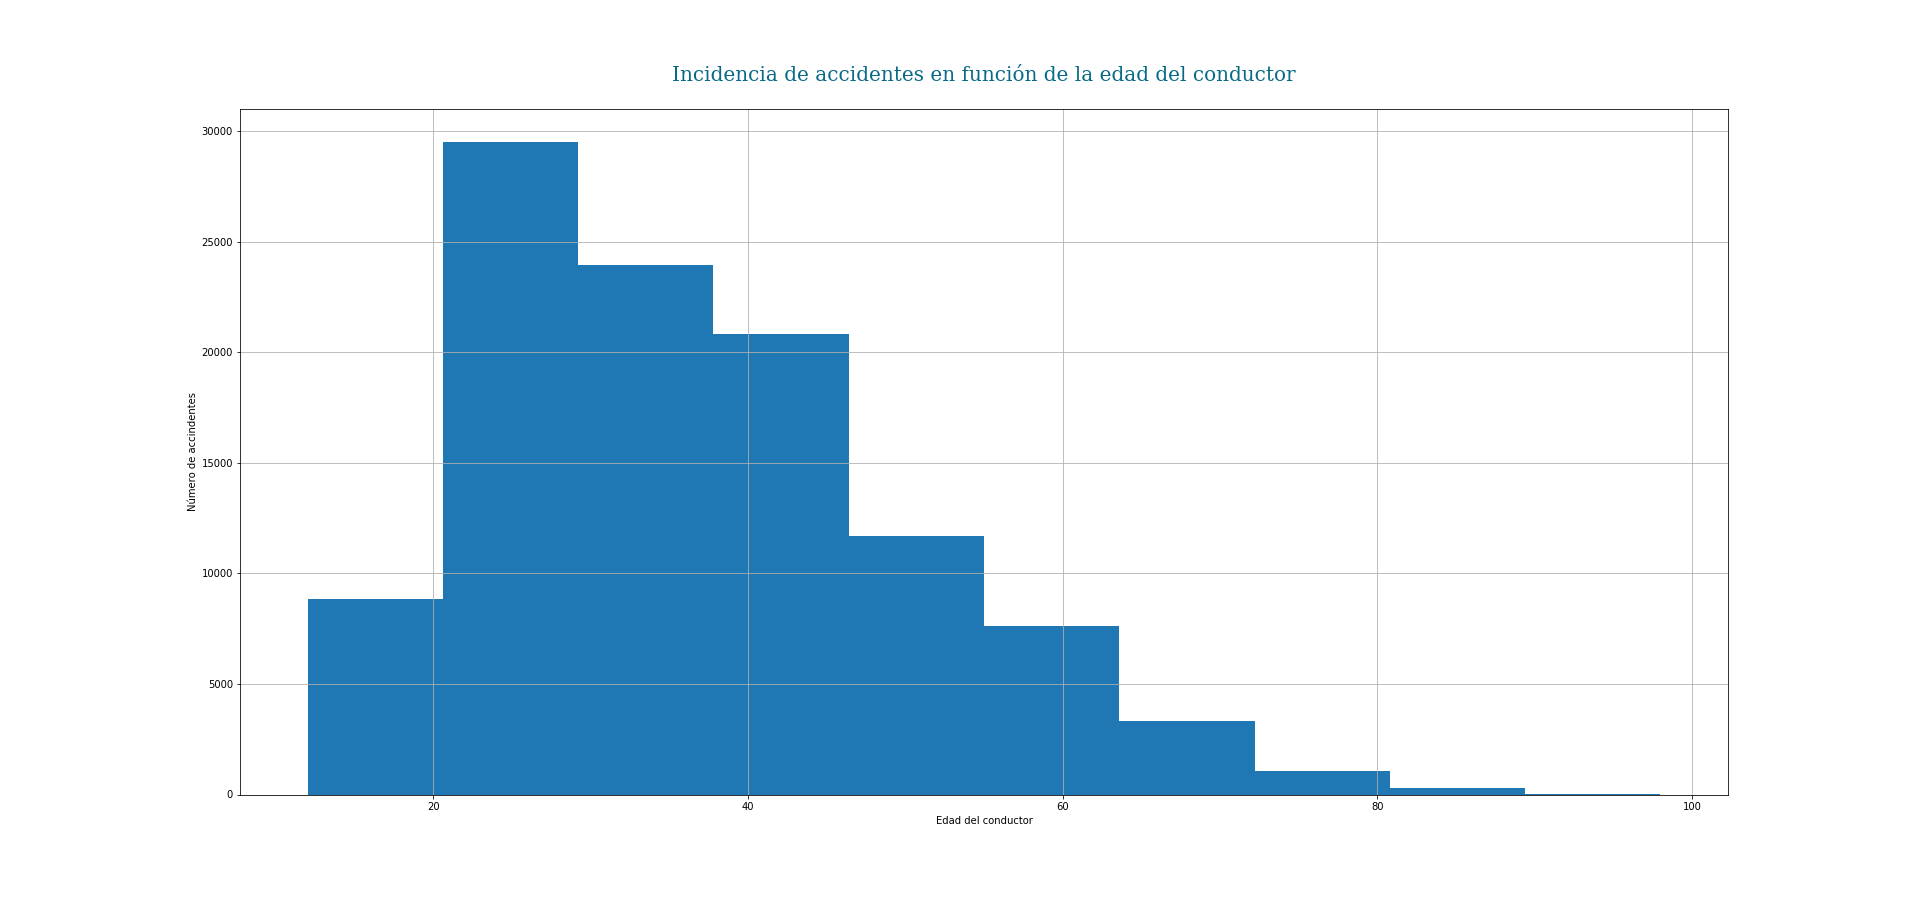 Incidencia de accidentes en función de la edad del conductor
30000
25000
20000
15000
10000
5000
0
Número de accindentes
20 40 60 80 100
Edad del conductor